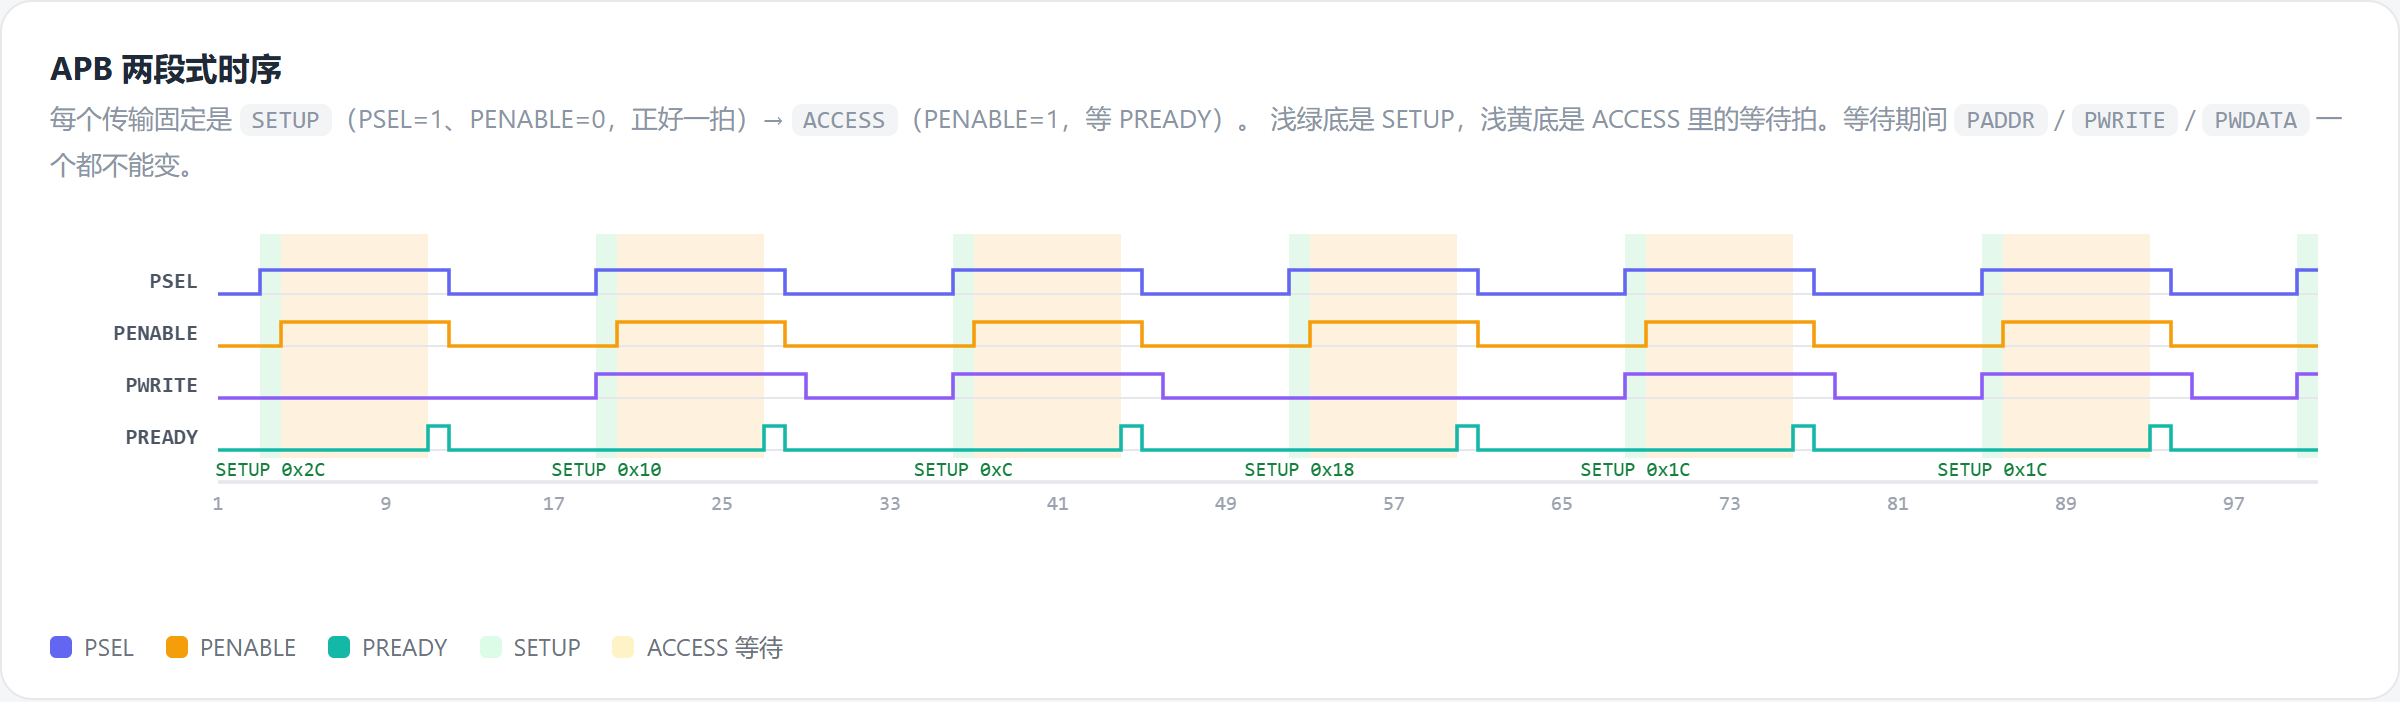 APB 两段式时序
每个传输固定是 SETUP （PSEL=1、PENABLE=0，正好一拍）→ ACCESS （PENABLE=1，等 PREADY）。 浅绿底是 SETUP，浅黄底是 ACCESS 里的等待拍。等待期间 PADDR / PWRITE / PWDATA 一
个都不能变。
PSEL
PENABLE
PWRITE
PREADY
SETUP 0x2C SETUP 0x10 SETUP 0xC SETUP 0x18 SETUP 0x1C SETUP 0x1C
1 9 17 25 33 41 49 57 65 73 81 89 97
PSEL PENABLE PREADY SETUP ACCESS 等待